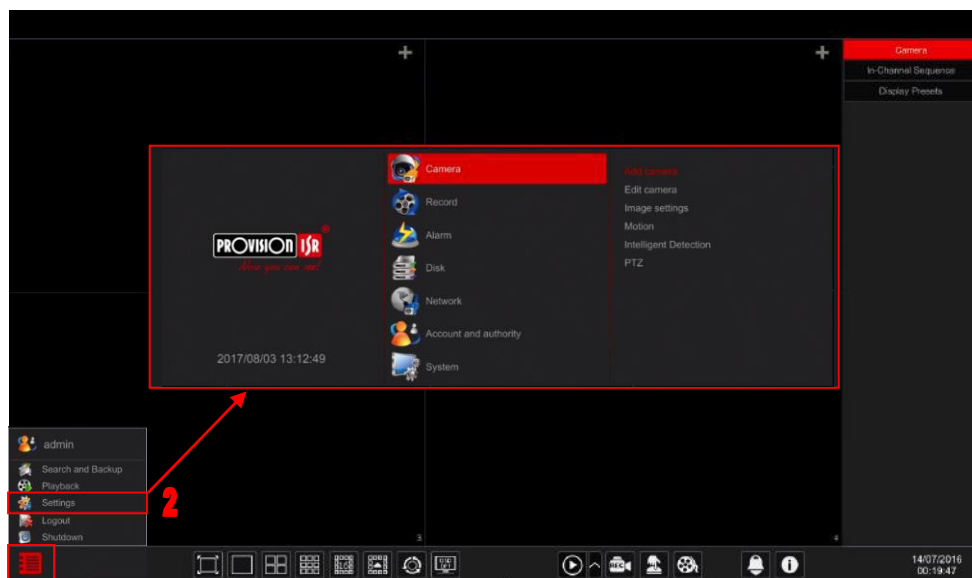 Camera
In-Channel Sequence
Display Presets
Camera
Record
Alarm
Disk
Network
Account and authority
System
Add camera
Edit camera
Image settings
Motion
Intelligent Detection
PTZ
PROVISION ISR®
Now you can see!
2017/08/03 13:12:49
admin
Search and Backup
Playback
Settings
Logout
Shutdown
2
3
4
REC
14/07/2016
00:19:47